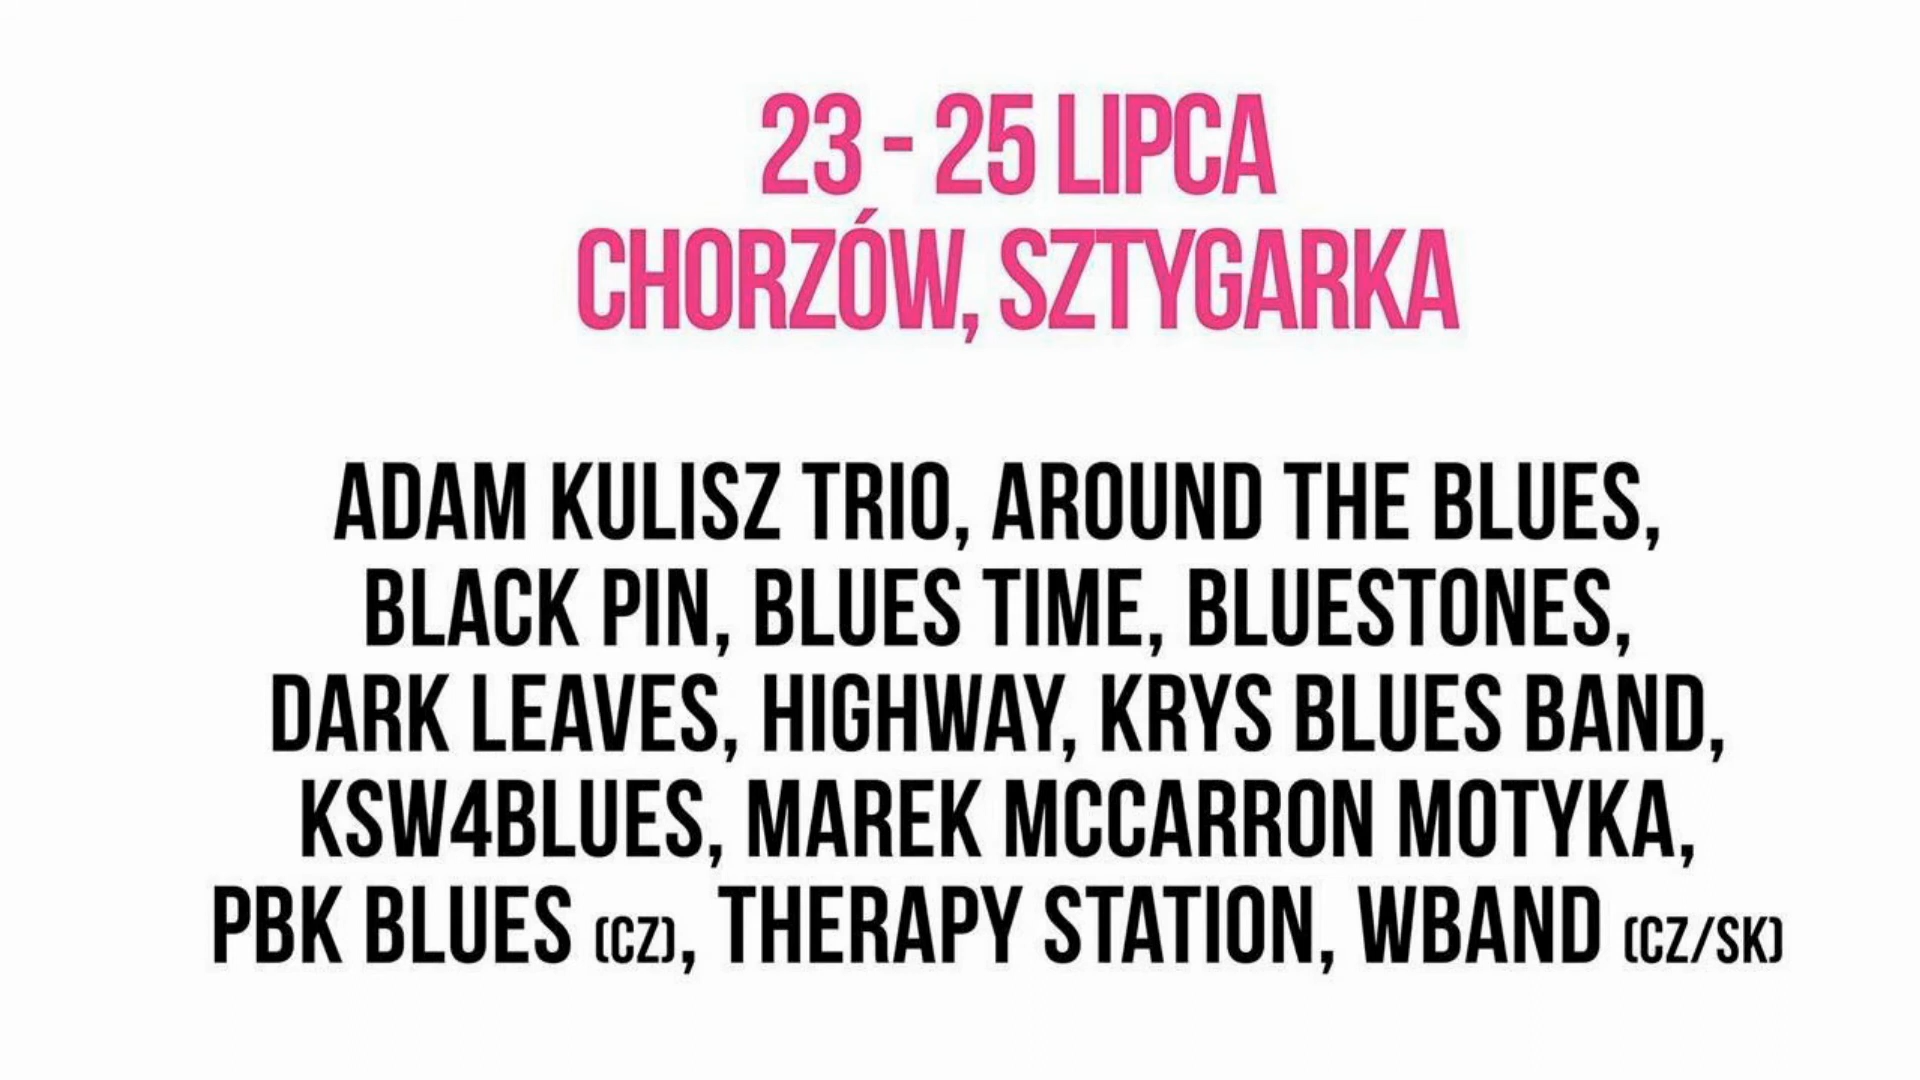 23 - 25 LIPCA
CHORZÓW, SZTYGARKA
ADAM KULISZ TRIO, AROUND THE BLUES,
BLACK PIN, BLUES TIME, BLUESTONES,
DARK LEAVES, HIGHWAY, KRYS BLUES BAND,
KSW4BLUES, MAREK MCCARRON MOTYKA,
PBK BLUES (CZ), THERAPY STATION, WBAND (CZ/SK)